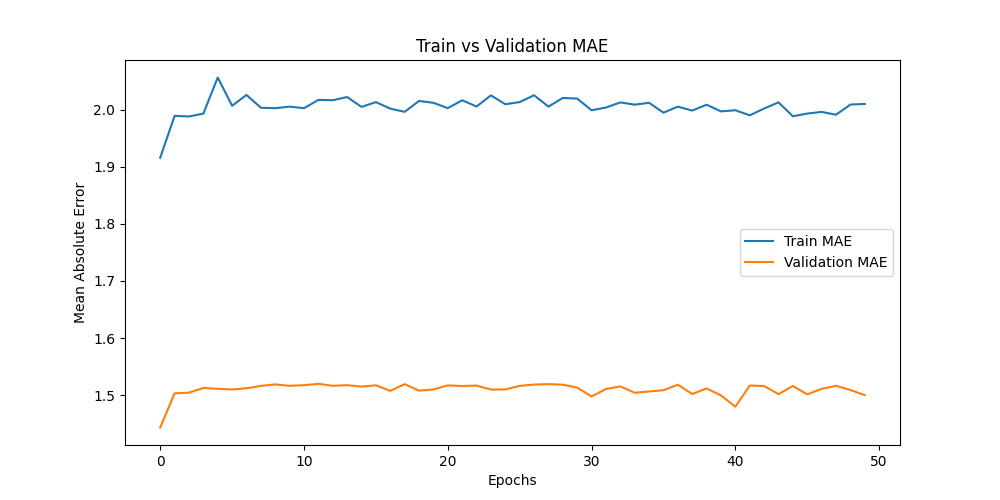 Train vs Validation MAE
Mean Absolute Error
2.0
1.9
1.8
1.7
1.6
1.5
Train MAE
Validation MAE
0 10 20 30 40 50
Epochs